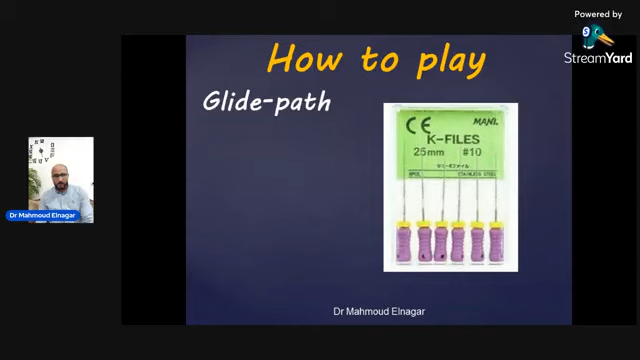 Powered by
S
StreamYard
How to play
Glide-path
CE
MANI.
K-FILES
25mm #10
6PCS. STAINLESS STEEL
Dr Mahmoud Elnagar
Dr Mahmoud Elnagar